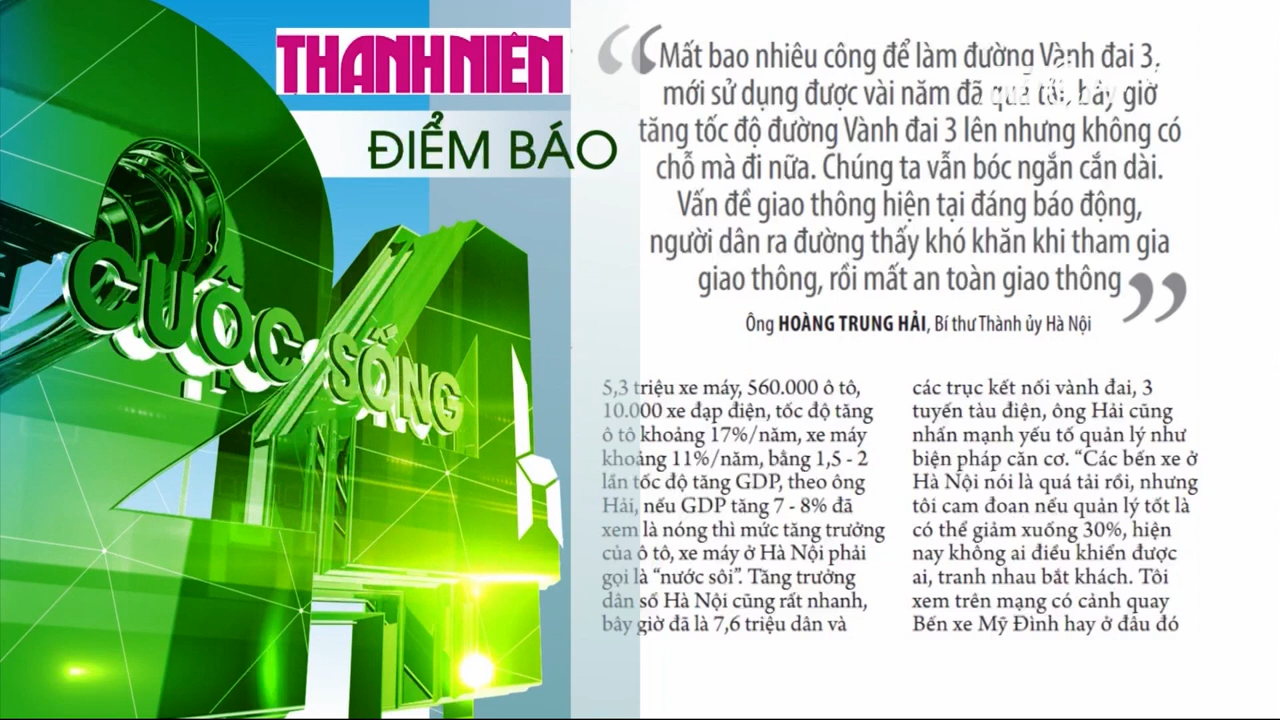 THANH NIÊN
ĐIỂM BÁO
CUỘC SỐNG
24h
“Mất bao nhiêu công để làm đường Vành đai 3,
mới sử dụng được vài năm đã quá tải, bây giờ
tăng tốc độ đường Vành đai 3 lên nhưng không có
chỗ mà đi nữa. Chúng ta vẫn bóc ngắn cắn dài.
Vấn đề giao thông hiện tại đáng báo động,
người dân ra đường thấy khó khăn khi tham gia
giao thông, rồi mất an toàn giao thông”
Ông HOÀNG TRUNG HẢI, Bí thư Thành ủy Hà Nội
5,3 triệu xe máy, 560.000 ô tô,
10.000 xe đạp điện, tốc độ tăng
ô tô khoảng 17%/năm, xe máy
khoảng 11%/năm, bằng 1,5 - 2
lần tốc độ tăng GDP, theo ông
Hải, nếu GDP tăng 7 - 8% đã
xem là nóng thì mức tăng trưởng
của ô tô, xe máy ở Hà Nội phải
gọi là “nước sôi”. Tăng trưởng
dân số Hà Nội cũng rất nhanh,
bây giờ đã là 7,6 triệu dân và
các trục kết nối vành đai, 3
tuyến tàu điện, ông Hải cũng
nhấn mạnh yếu tố quản lý như
biện pháp căn cơ. “Các bến xe ở
Hà Nội nói là quá tải rồi, nhưng
tôi cam đoan nếu quản lý tốt là
có thể giảm xuống 30%, hiện
nay không ai điều khiển được
ai, tranh nhau bắt khách. Tôi
xem trên mạng có cảnh quay
Bến xe Mỹ Đình hay ở đâu đó